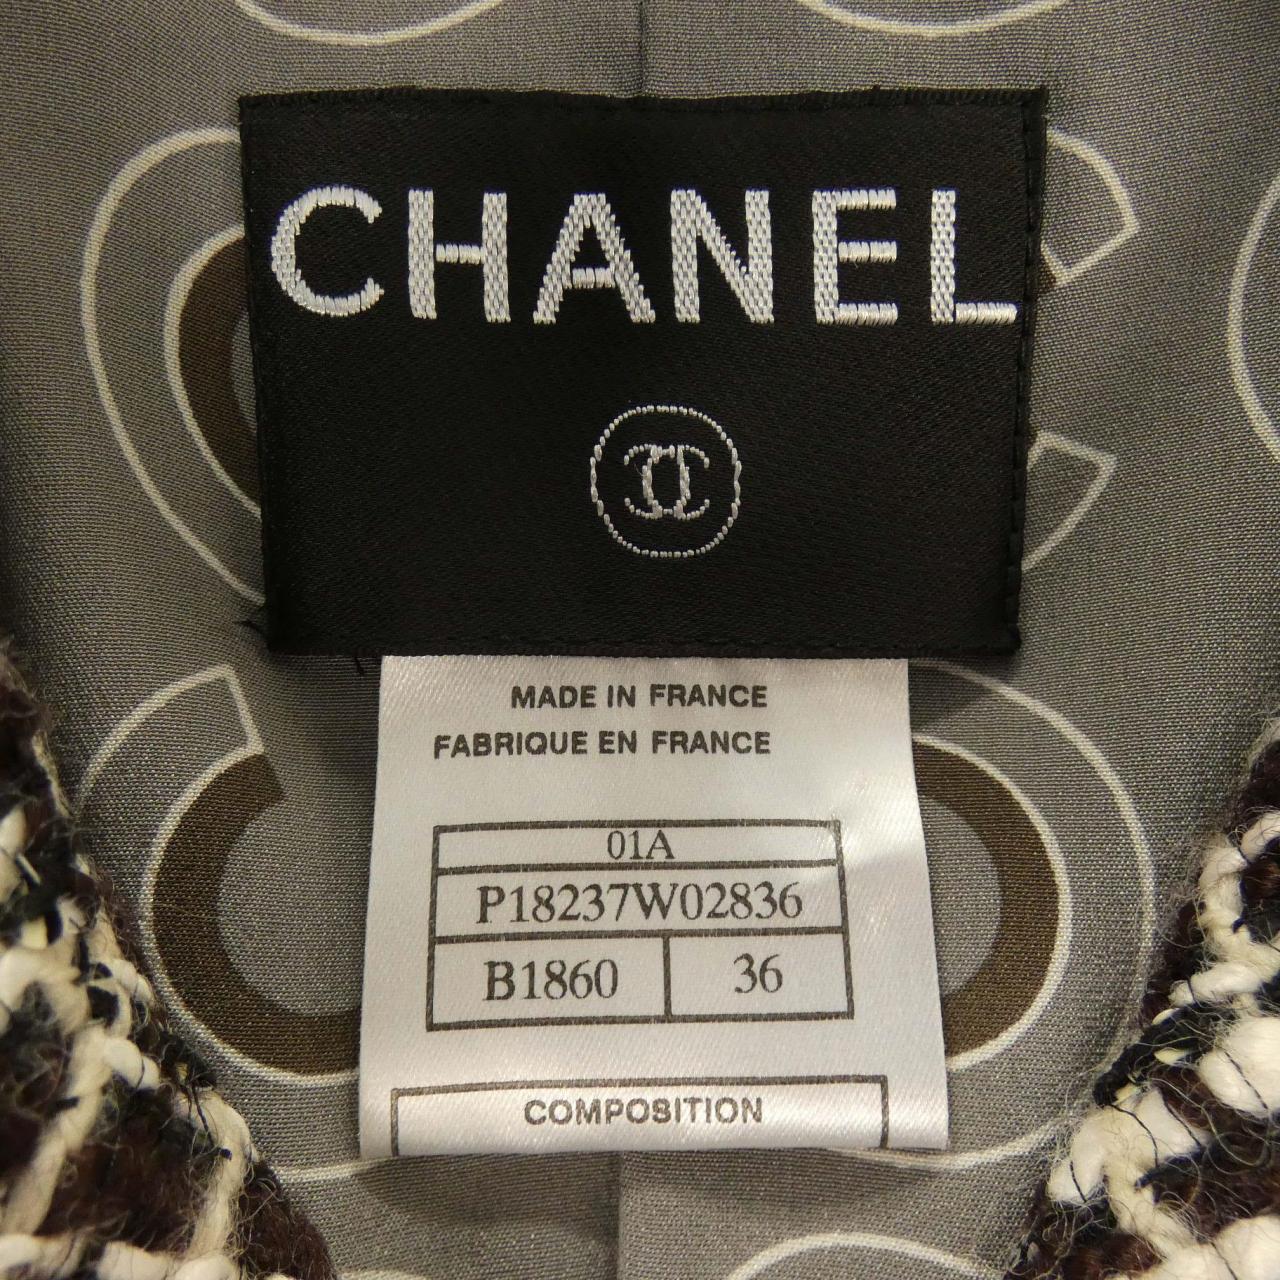 CHANEL
MADE IN FRANCE
FABRIQUE EN FRANCE
01A
P18237W02836
B1860 36
COMPOSITION